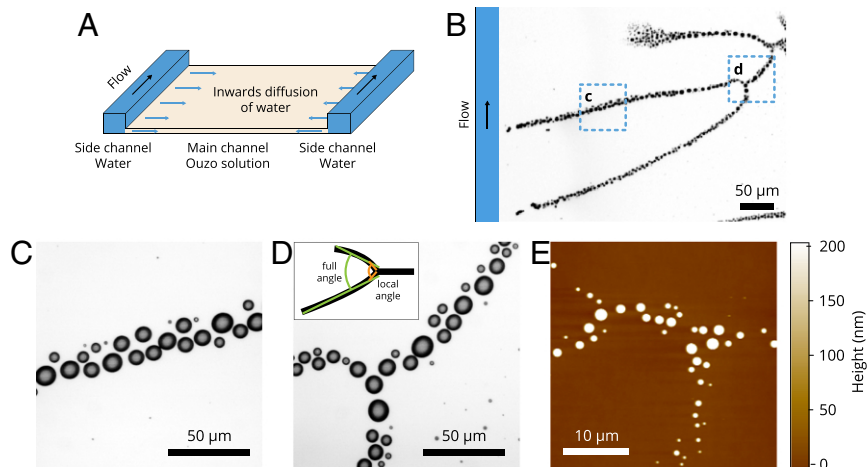 A
Flow
Inwards diffusion
of water
Side channel
Water
Main channel
Ouzo solution
Side channel
Water
B
Flow
c
d
50 µm
C
50 µm
D
full
angle
local
angle
50 µm
E
10 µm
200
150
100
50
0
Height (nm)